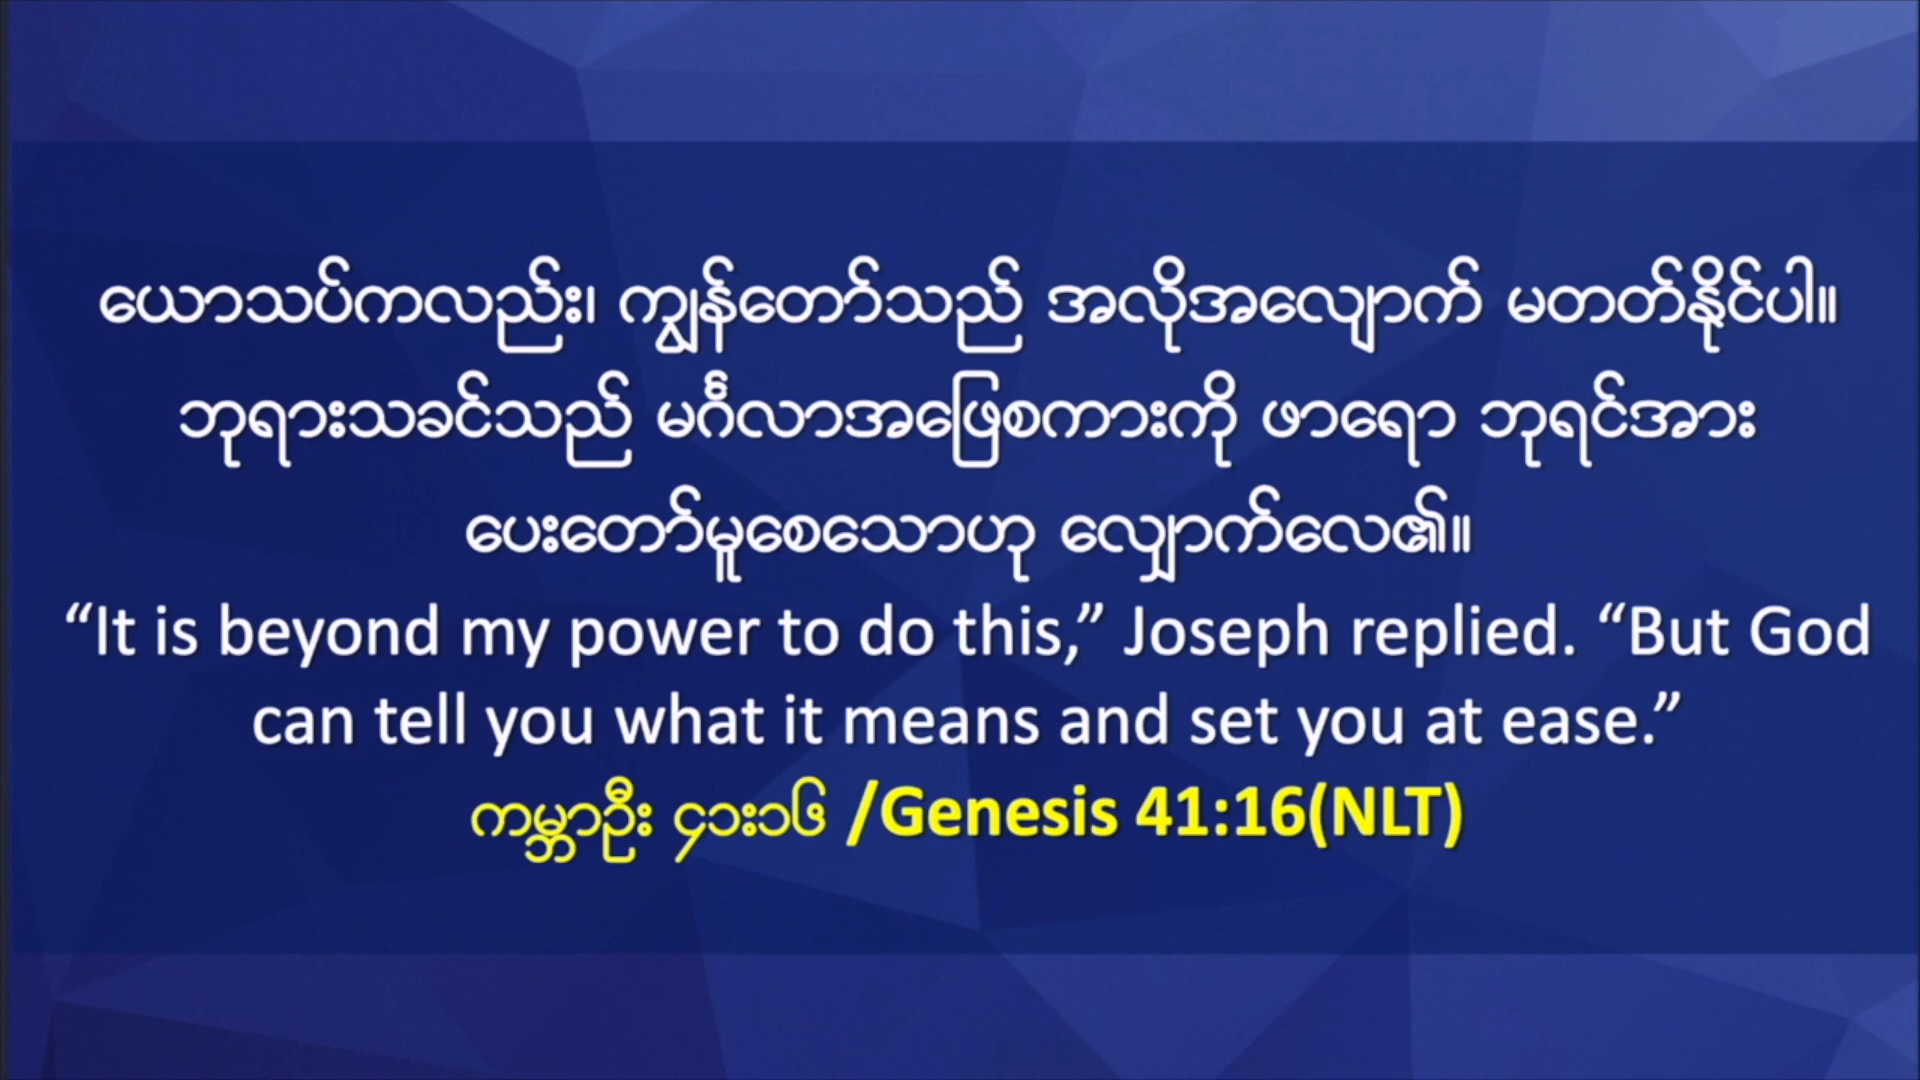 ယောသပ်ကလည်း၊ ကျွန်တော်သည် အလိုအလျောက် မတတ်နိုင်ပါ။
ဘုရားသခင်သည် မင်္ဂလာအဖြေစကားကို ဖာရော ဘုရင်အား
ပေးတော်မူစေသောဟု လျှောက်လေ၏။
“It is beyond my power to do this,” Joseph replied. “But God
can tell you what it means and set you at ease.”
ကမ္ဘာဦး ၄၁း၁၆ /Genesis 41:16(NLT)